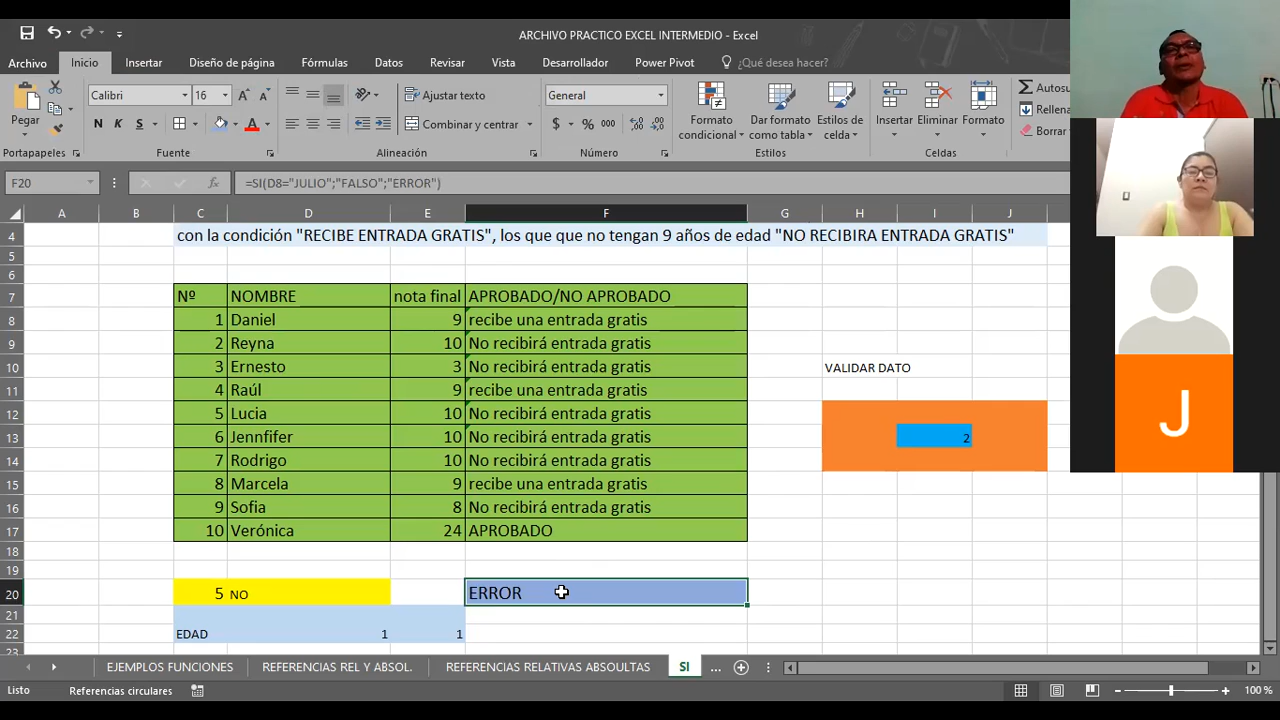 ARCHIVO PRACTICO EXCEL INTERMEDIO - Excel
Archivo Inicio Insertar Diseño de página Fórmulas Datos Revisar Vista Desarrollador Power Pivot ¿Qué desea hacer?
Pegar
Calibri 16
N K S
Ajustar texto
Combinar y centrar
General
$ % 000
Formato condicional
Dar formato como tabla
Estilos de celda
Insertar Eliminar Formato
Autosu
Rellena
Borrar
Portapapeles Fuente Alineación Número Estilos Celdas
F20 fx =SI(D8="JULIO";"FALSO";"ERROR")
A B C D E F G H I J
4 con la condición "RECIBE ENTRADA GRATIS", los que que no tengan 9 años de edad "NO RECIBIRA ENTRADA GRATIS"
5
6
7 Nº NOMBRE nota final APROBADO/NO APROBADO
8 1 Daniel 9 recibe una entrada gratis
9 2 Reyna 10 No recibirá entrada gratis
10 3 Ernesto 3 No recibirá entrada gratis VALIDAR DATO
11 4 Raúl 9 recibe una entrada gratis
12 5 Lucia 10 No recibirá entrada gratis
13 6 Jennfifer 10 No recibirá entrada gratis 2
14 7 Rodrigo 10 No recibirá entrada gratis
15 8 Marcela 9 recibe una entrada gratis
16 9 Sofia 8 No recibirá entrada gratis
17 10 Verónica 24 APROBADO
18
19
20 5 NO ERROR
21
22 EDAD 1 1
23
EJEMPLOS FUNCIONES REFERENCIAS REL Y ABSOL. REFERENCIAS RELATIVAS ABSOULTAS SI ...
Listo Referencias circulares 100 %
J